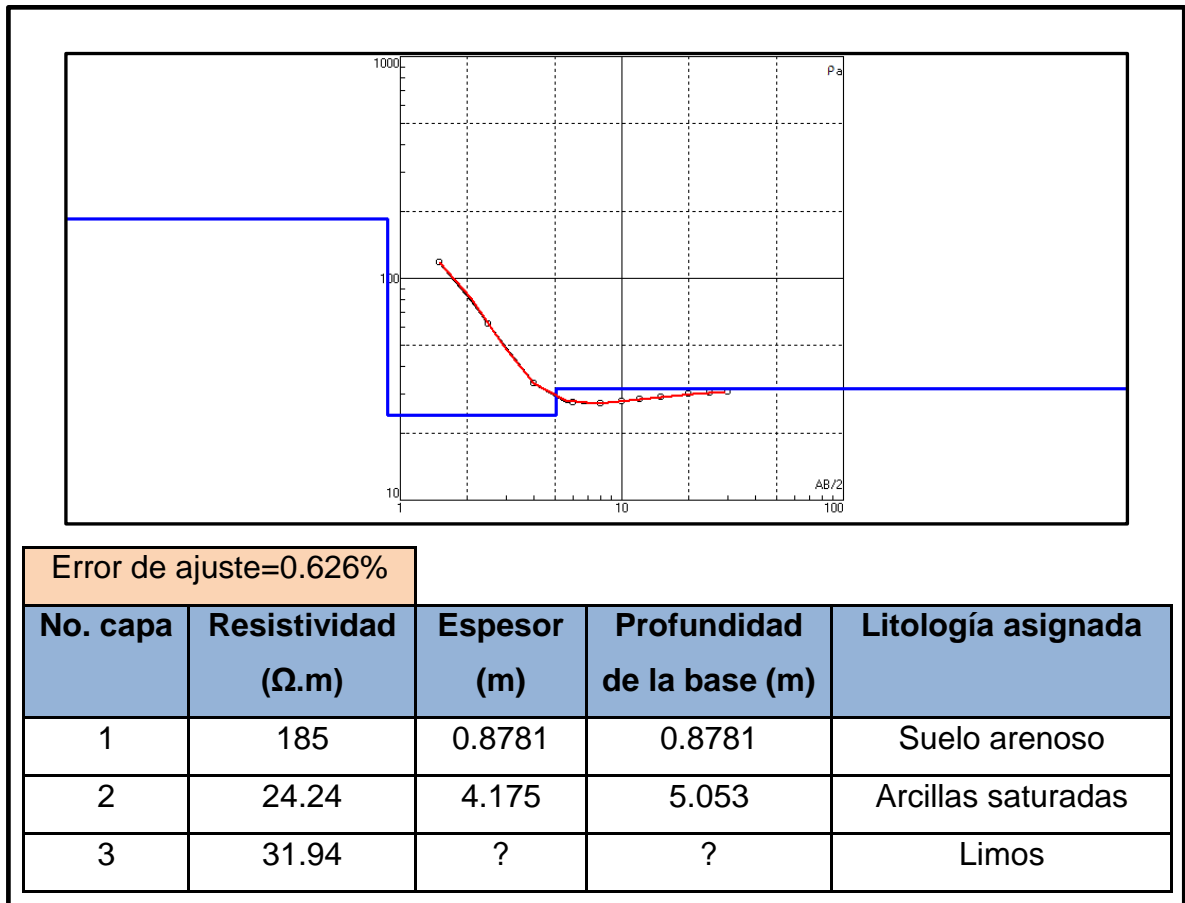 1000
ρa
100
10
AB/2
1
10
100
Error de ajuste=0.626%
No. capa Resistividad (Ω.m) Espesor (m) Profundidad de la base (m) Litología asignada
1 185 0.8781 0.8781 Suelo arenoso
2 24.24 4.175 5.053 Arcillas saturadas
3 31.94 ? ? Limos